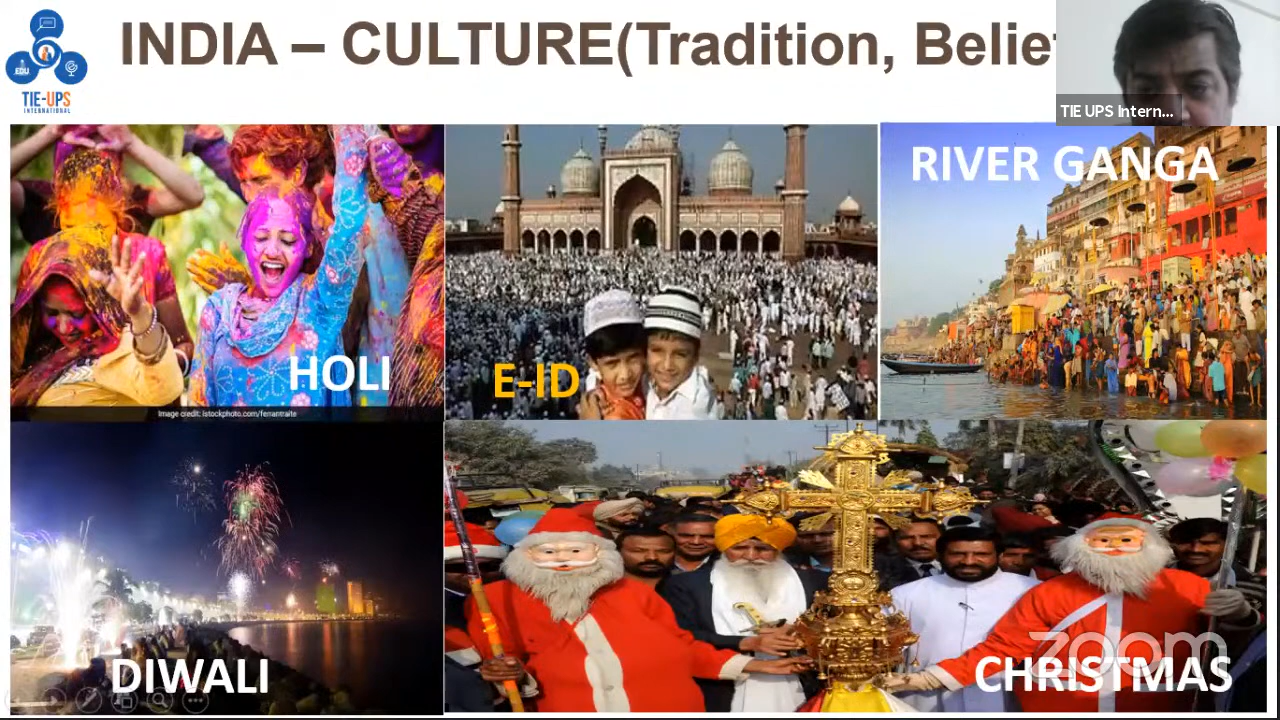 INDIA – CULTURE(Tradition, Belie
EDU
TIE-UPS
INTERNATIONAL
TIE UPS Intern...
HOLI
Image credit: istockphoto.com/ferrantraite
E-ID
RIVER GANGA
DIWALI
CHRISTMAS
zoom